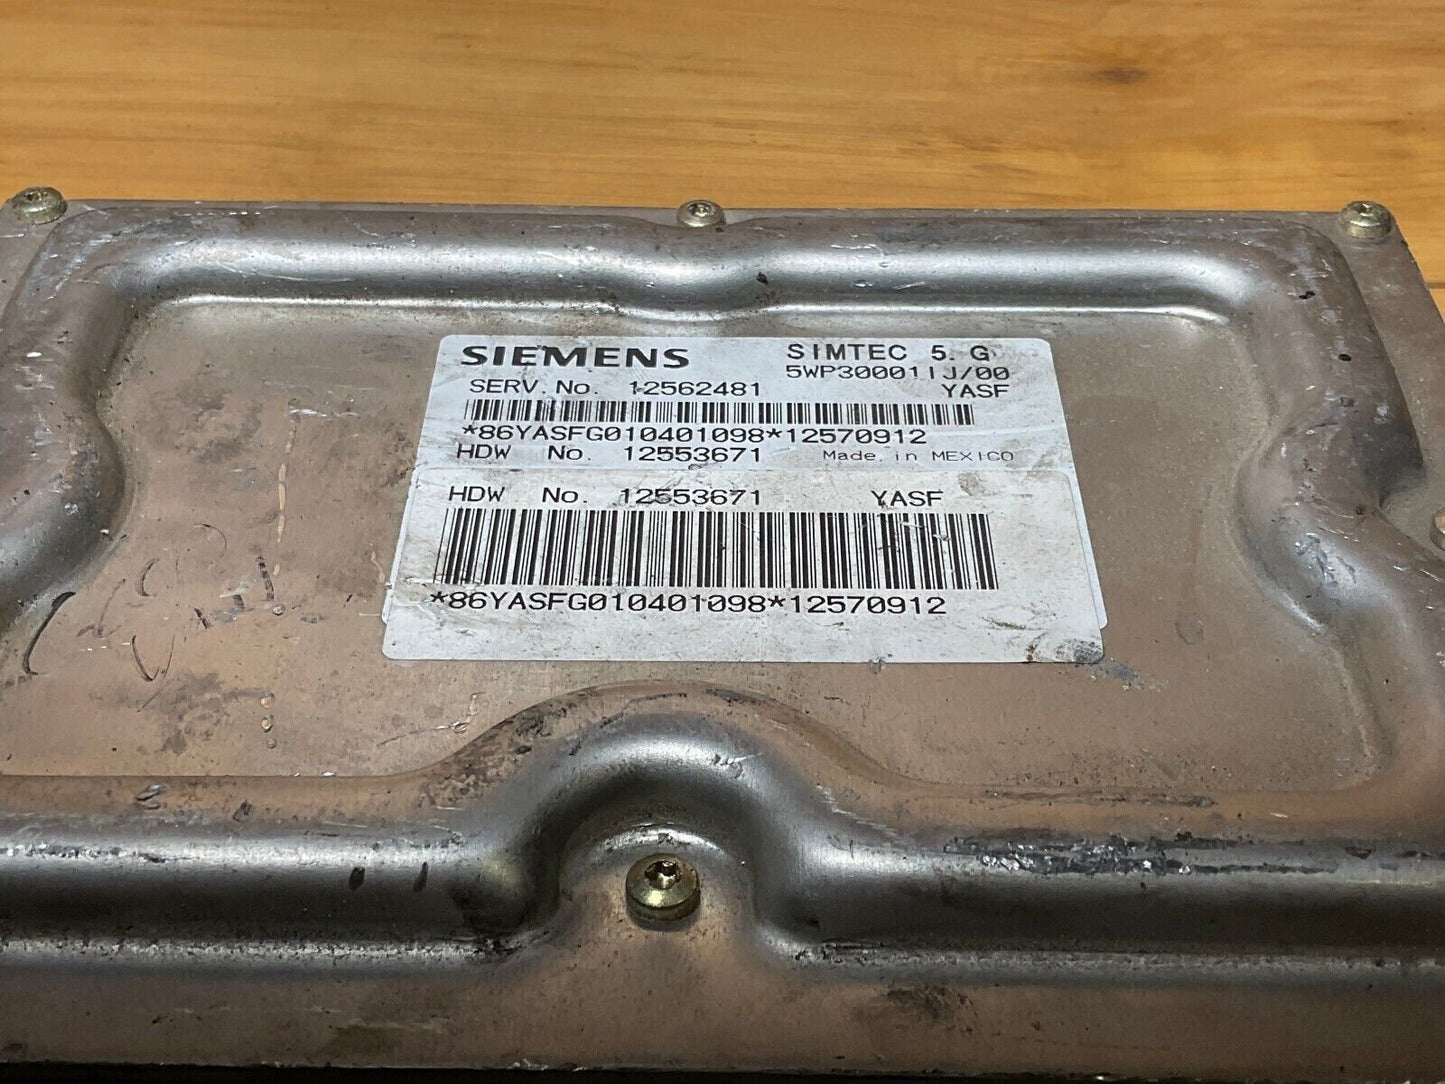 SIEMENS SIMTEC 5. G
5WP300011J/00
SERV. No. 12562481 YASF
*86YASFG010401098*12570912
HDW No. 12553671 Made in MEXICO
HDW No. 12553671 YASF
*86YASFG010401098*12570912